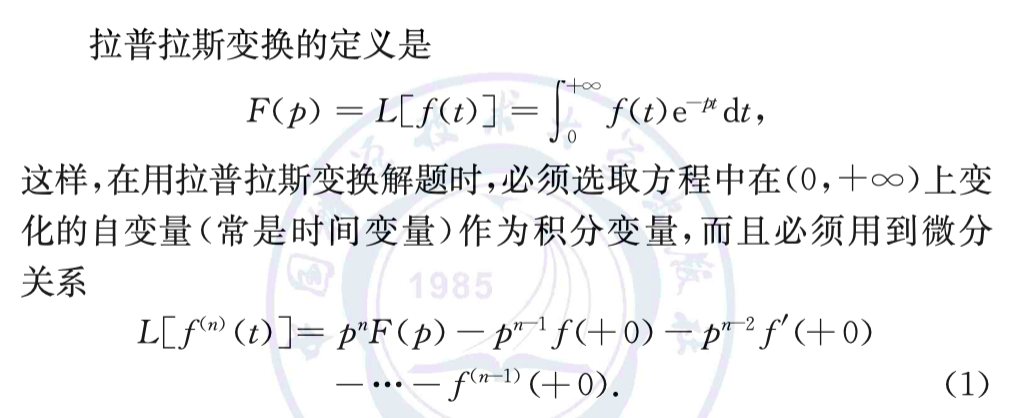 拉普拉斯变换的定义是
F(p) = L[f(t)] = ∫₀^{+∞} f(t)e^{-pt} dt,
这样,在用拉普拉斯变换解题时,必须选取方程中在(0,+∞)上变
化的自变量(常是时间变量)作为积分变量,而且必须用到微分
关系
L[f^{(n)}(t)]= p^n F(p) - p^{n-1} f(+0) - p^{n-2} f′(+0)
-…- f^{(n-1)}(+0). (1)
1985